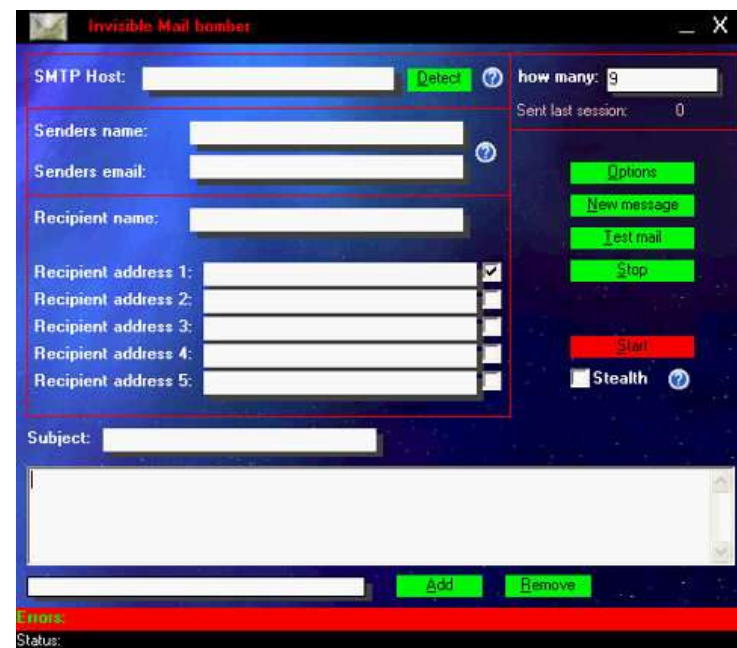 Invisible Mail bomber
SMTP Host:
Detect
how many: 9
Sent last session: 0
Senders name:
Senders email:
Options
New message
Test mail
Stop
Recipient name:
Recipient address 1:
Recipient address 2:
Recipient address 3:
Recipient address 4:
Recipient address 5:
Start
Stealth
Subject:
Add
Remove
Errors:
Status: